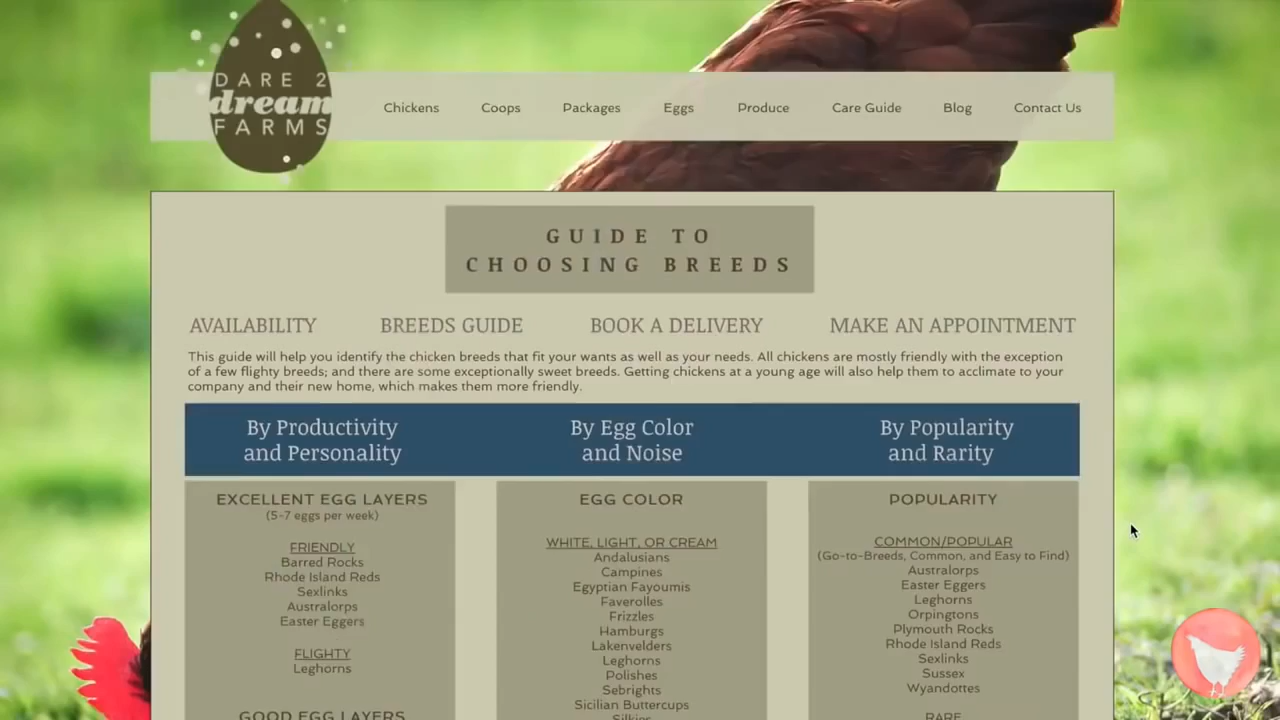 DARE 2
dream
FARMS
Chickens Coops Packages Eggs Produce Care Guide Blog Contact Us
GUIDE TO
CHOOSING BREEDS
AVAILABILITY BREEDS GUIDE BOOK A DELIVERY MAKE AN APPOINTMENT
This guide will help you identify the chicken breeds that fit your wants as well as your needs. All chickens are mostly friendly with the exception
of a few flighty breeds; and there are some exceptionally sweet breeds. Getting chickens at a young age will also help them to acclimate to your
company and their new home, which makes them more friendly.
By Productivity
and Personality
EXCELLENT EGG LAYERS
(5-7 eggs per week)
FRIENDLY
Barred Rocks
Rhode Island Reds
Sexlinks
Australorps
Easter Eggers
FLIGHTY
Leghorns
GOOD EGG LAYERS
By Egg Color
and Noise
EGG COLOR
WHITE, LIGHT, OR CREAM
Andalusians
Campines
Egyptian Fayoumis
Faverolles
Frizzles
Hamburgs
Lakenvelders
Leghorns
Polishes
Sebrights
Sicilian Buttercups
Silkies
By Popularity
and Rarity
POPULARITY
COMMON/POPULAR
(Go-to-Breeds, Common, and Easy to Find)
Australorps
Easter Eggers
Leghorns
Orpingtons
Plymouth Rocks
Rhode Island Reds
Sexlinks
Sussex
Wyandottes
RARE